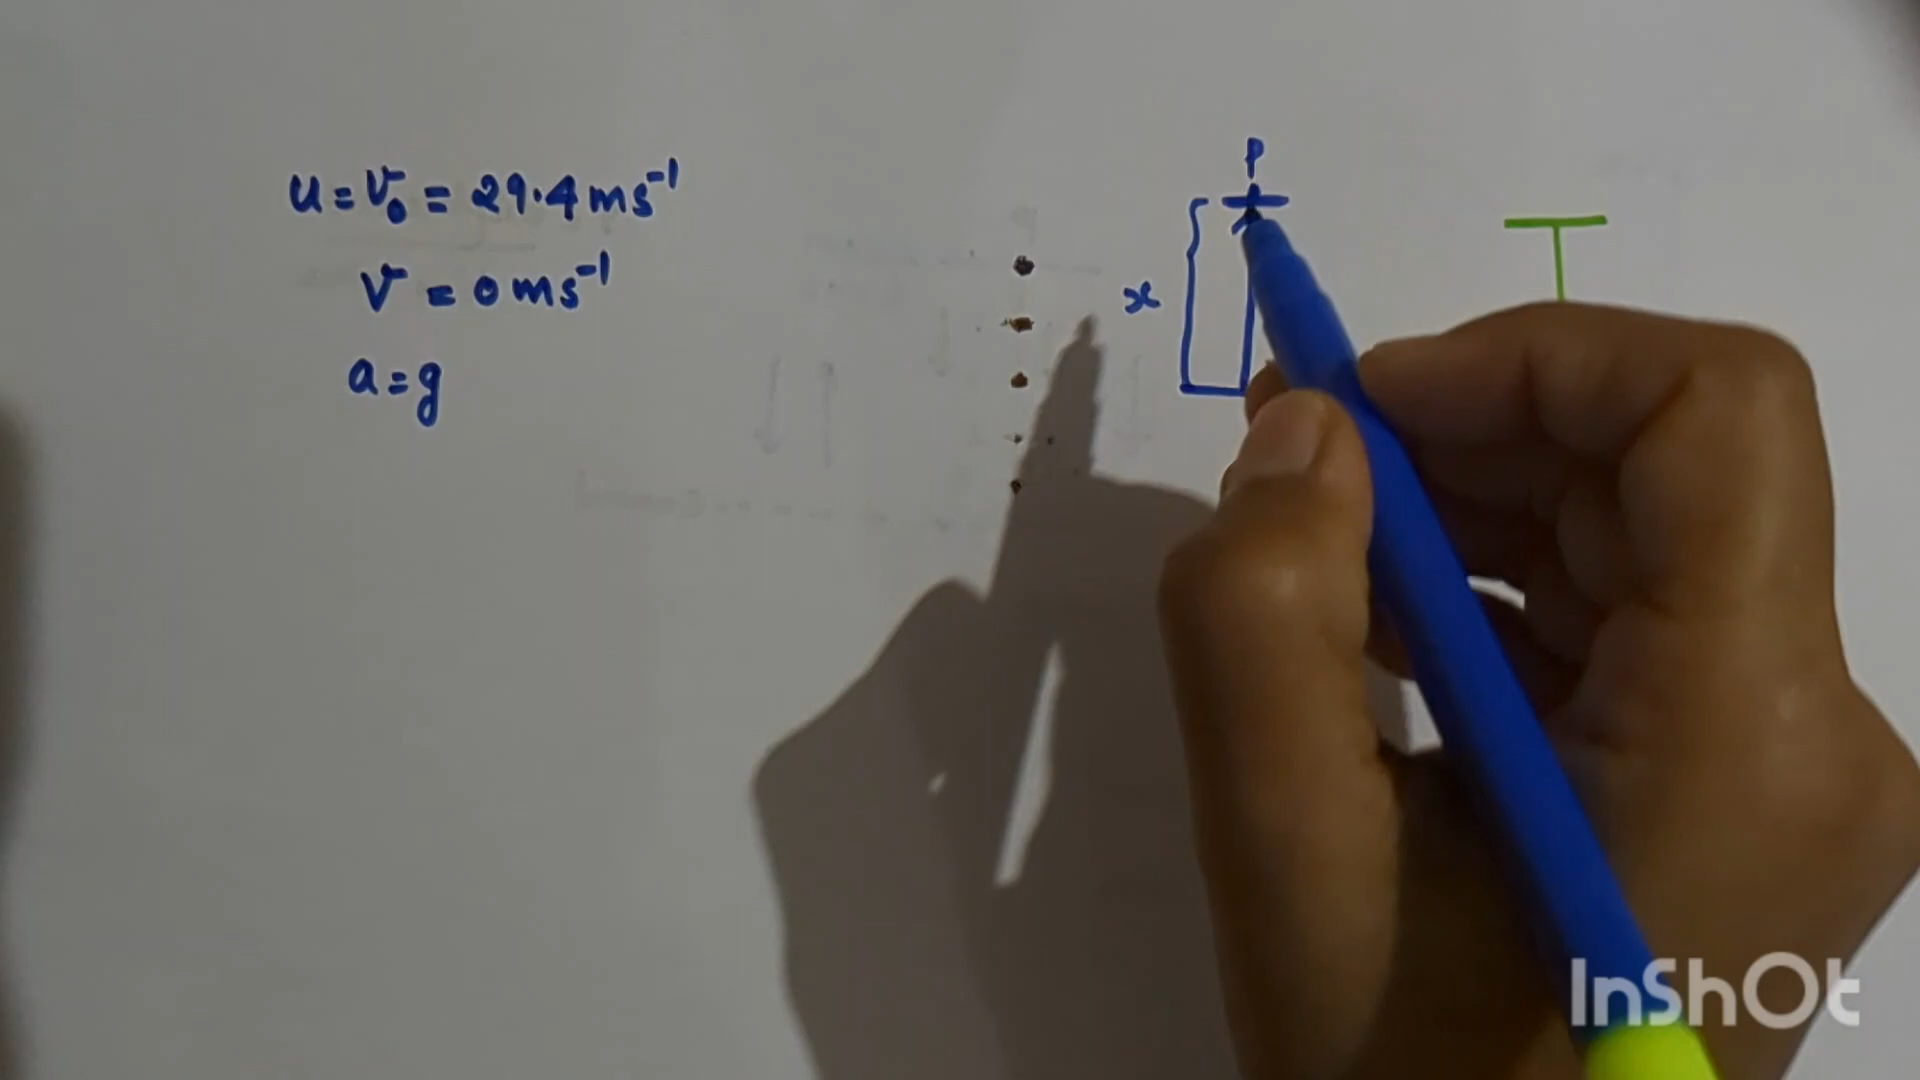 u = v₀ = 29.4 ms⁻¹
v = 0 ms⁻¹
a = g
P
x
InShOt